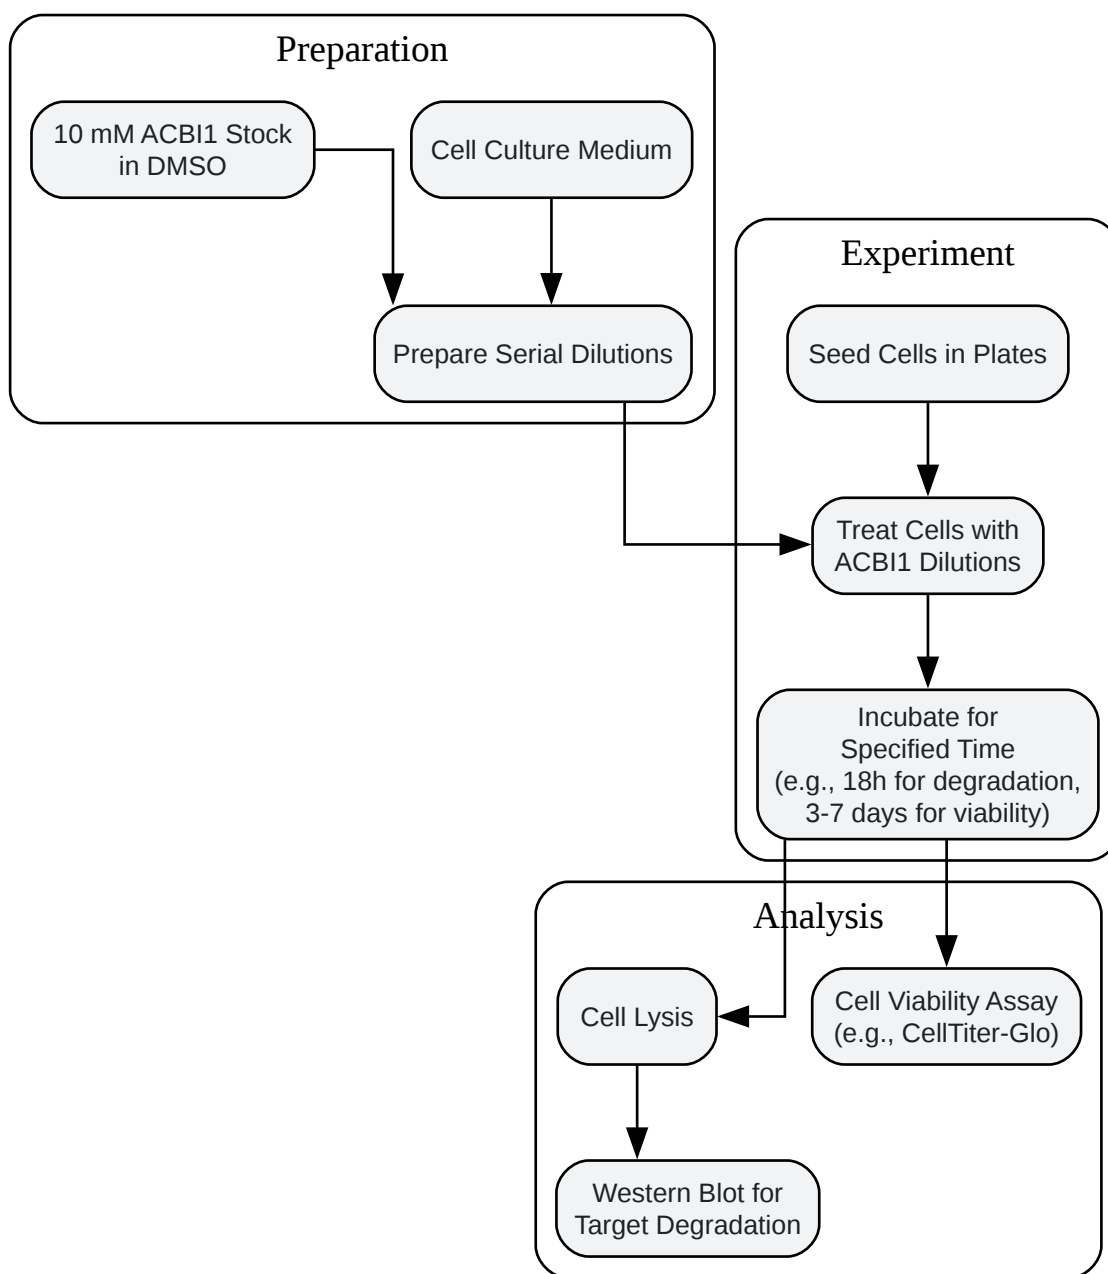 Preparation
10 mM ACBI1 Stock
in DMSO
Cell Culture Medium
Prepare Serial Dilutions
Experiment
Seed Cells in Plates
Treat Cells with
ACBI1 Dilutions
Incubate for
Specified Time
(e.g., 18h for degradation,
3-7 days for viability)
Analysis
Cell Lysis
Cell Viability Assay
(e.g., CellTiter-Glo)
Western Blot for
Target Degradation